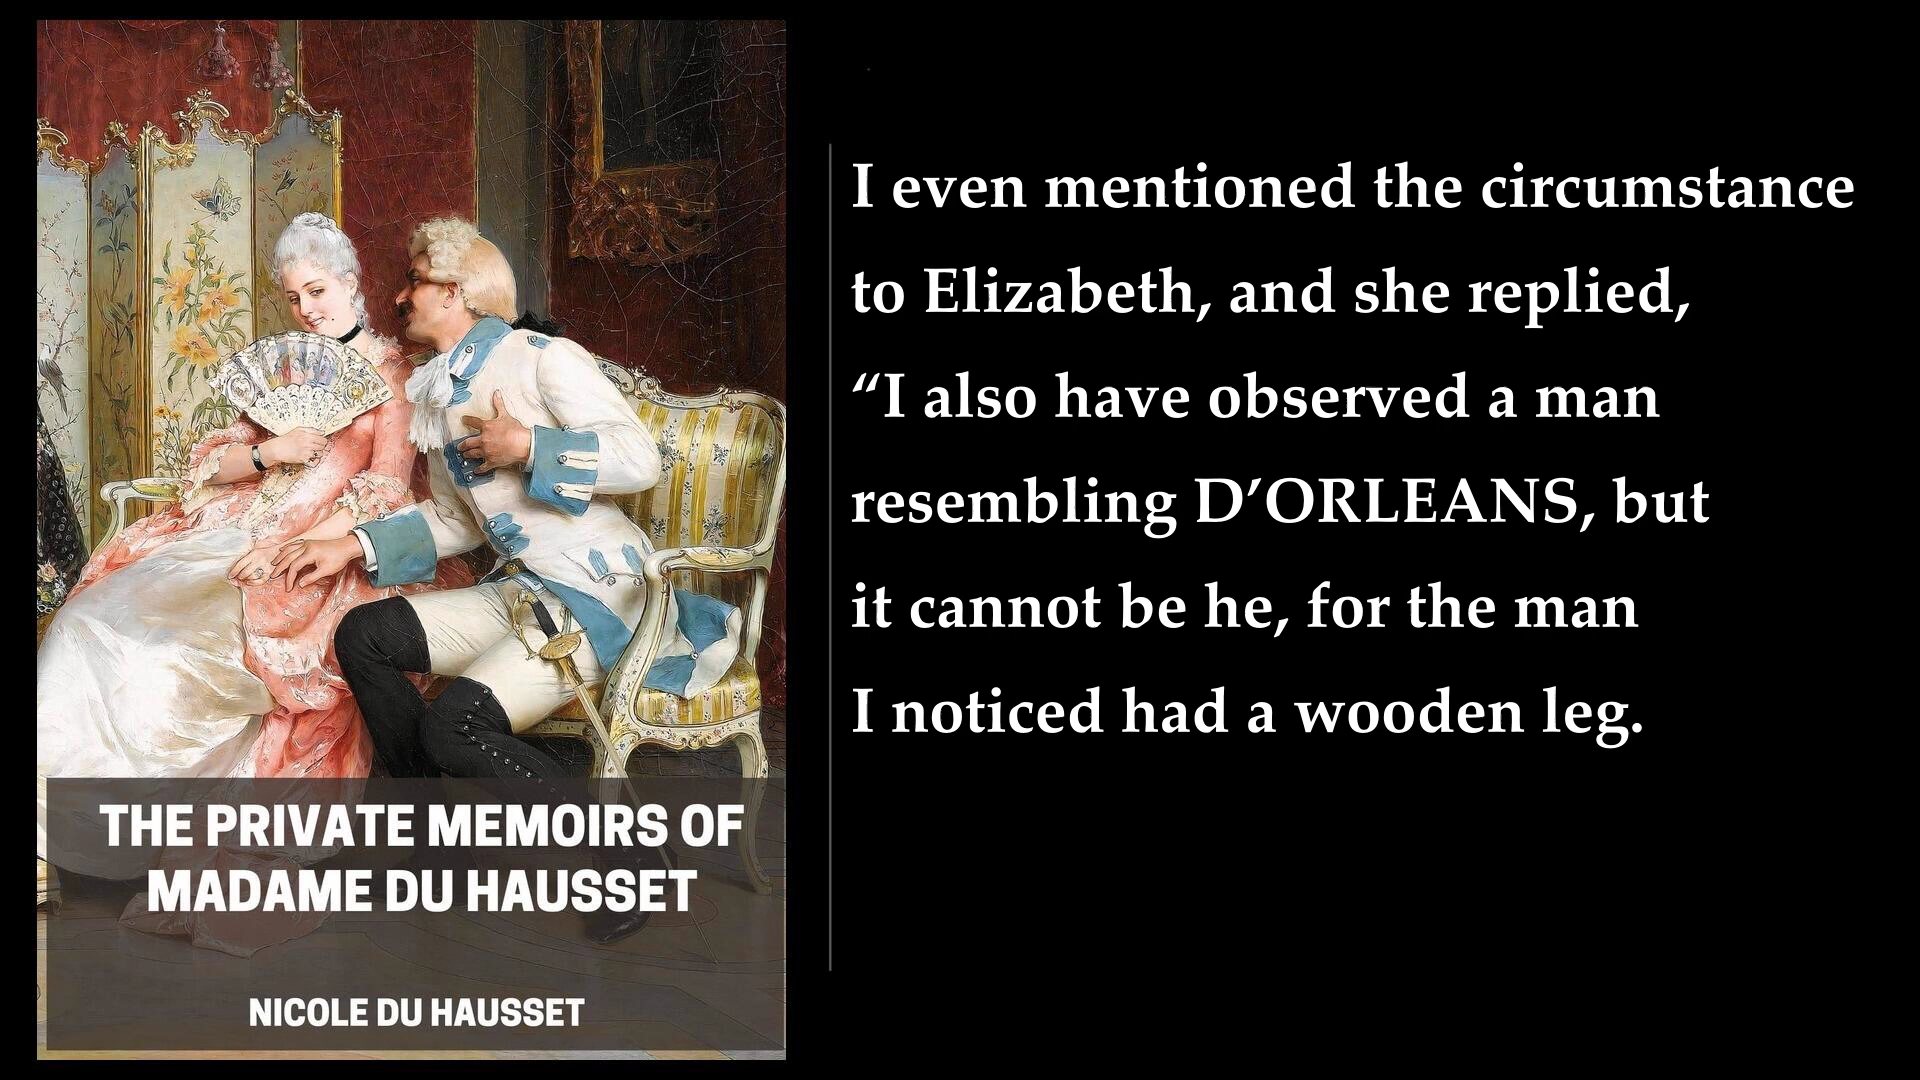 THE PRIVATE MEMOIRS OF
MADAME DU HAUSSET
NICOLE DU HAUSSET
I even mentioned the circumstance
to Elizabeth, and she replied,
“I also have observed a man
resembling D’ORLEANS, but
it cannot be he, for the man
I noticed had a wooden leg.